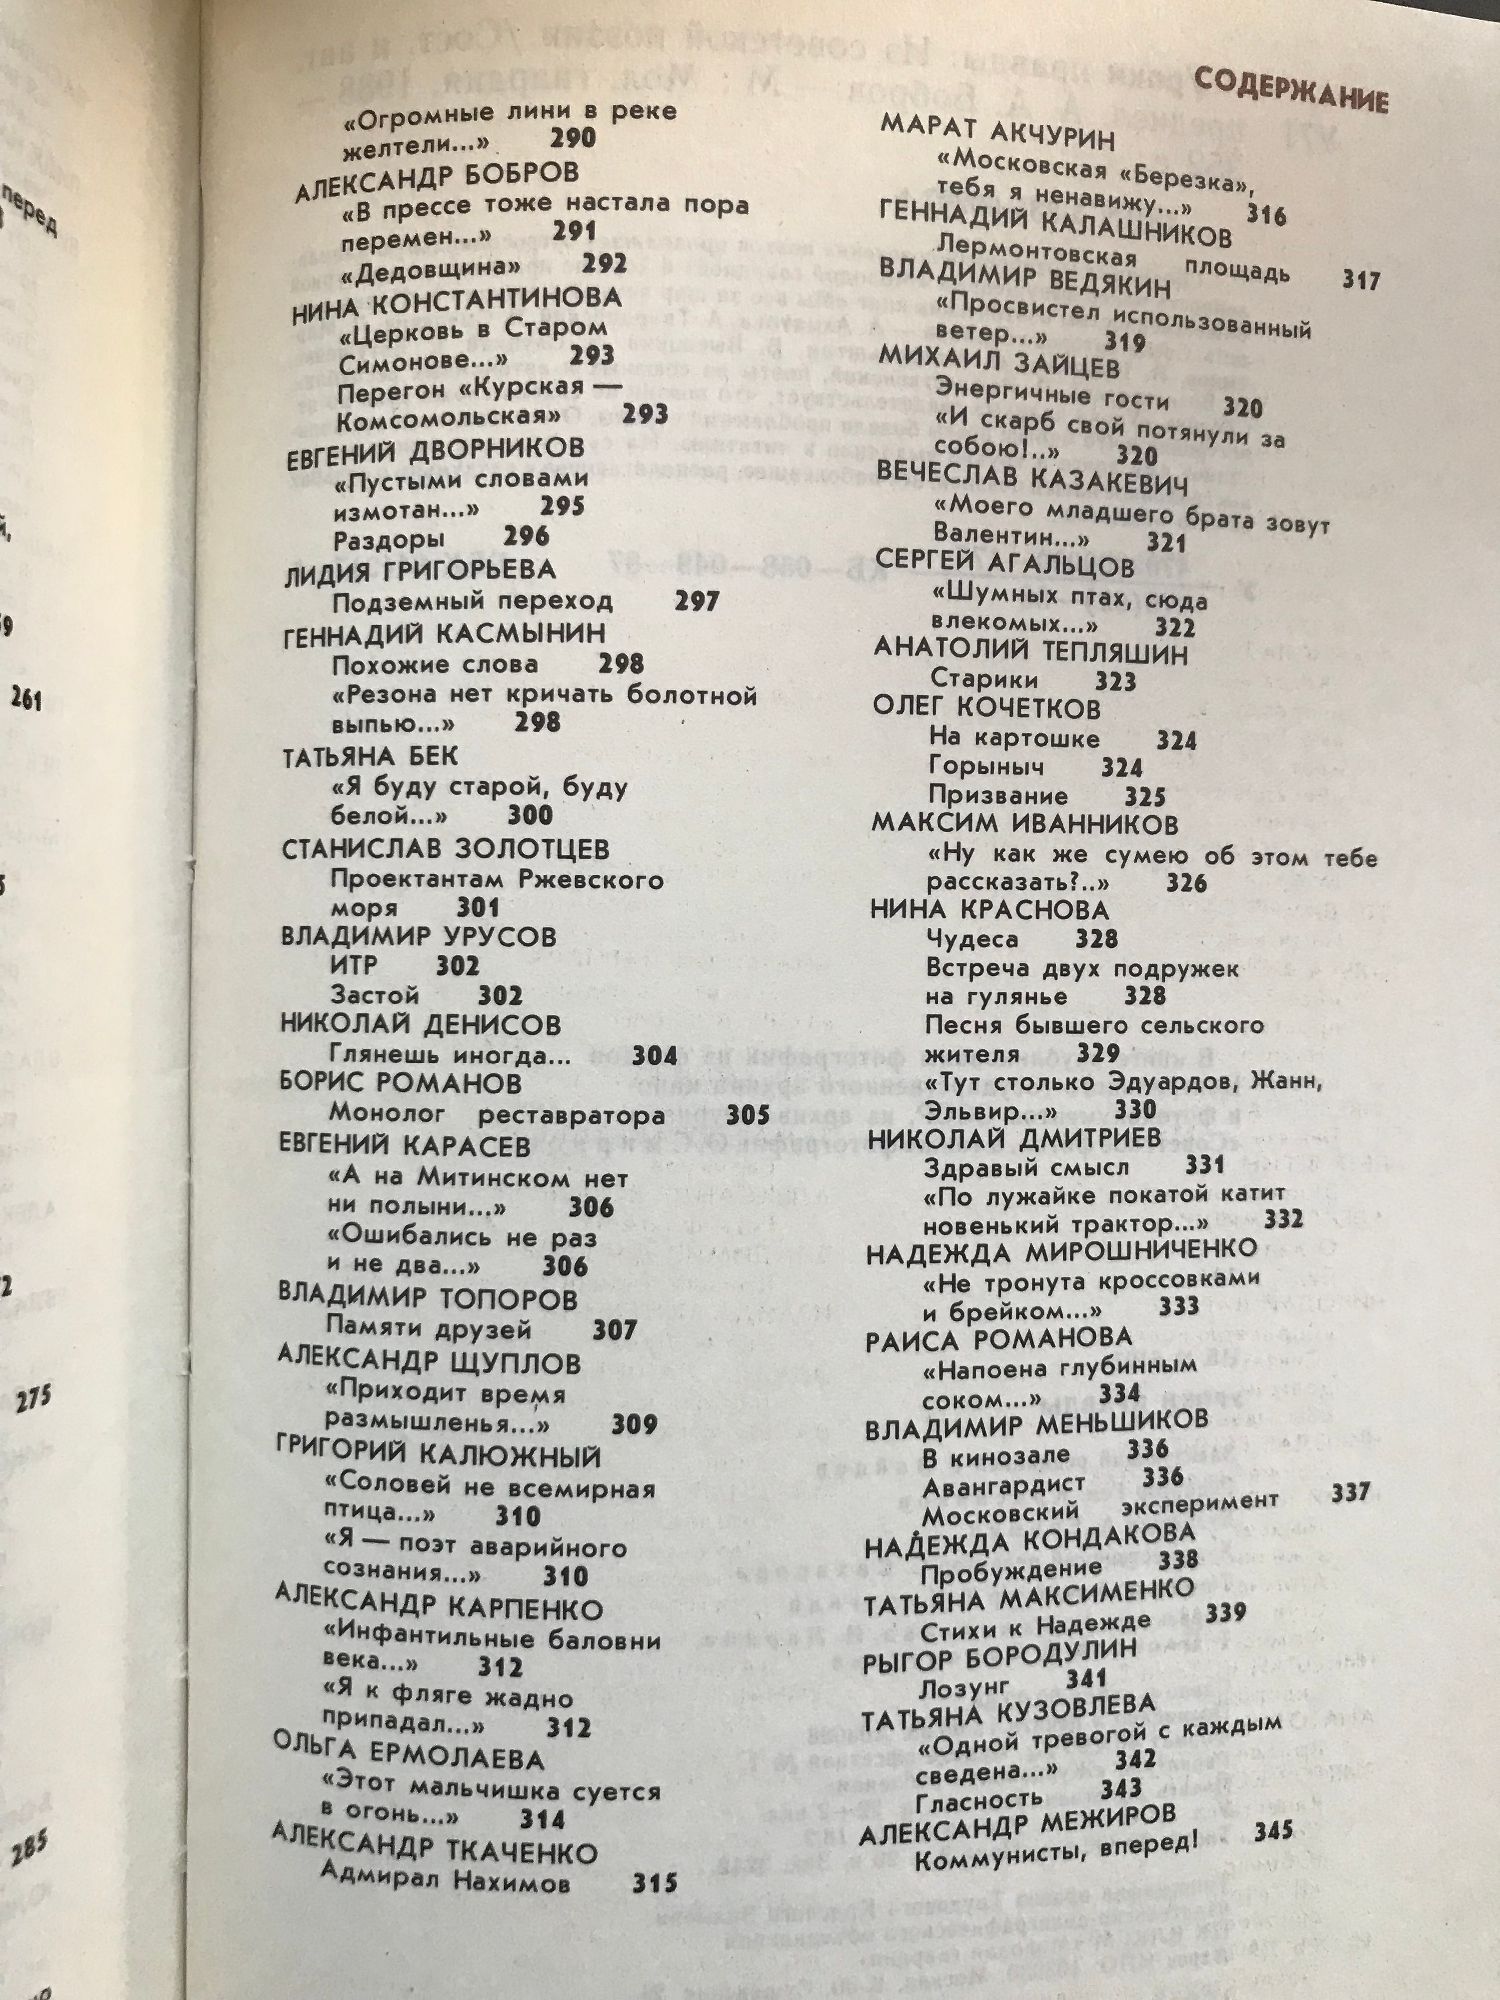 СОДЕРЖАНИЕ
«Огромные лини в реке
желтели...» 290
АЛЕКСАНДР БОБРОВ
«В прессе тоже настала пора
перемен...» 291
«Дедовщина» 292
НИНА КОНСТАНТИНОВА
«Церковь в Старом
Симонове...» 293
Перегон «Курская —
Комсомольская» 293
ЕВГЕНИЙ ДВОРНИКОВ
«Пустыми словами
измотан...» 295
Раздоры 296
ЛИДИЯ ГРИГОРЬЕВА
Подземный переход 297
ГЕННАДИЙ КАСМЫНИН
Похожие слова 298
«Резона нет кричать болотной
выпью...» 298
ТАТЬЯНА БЕК
«Я буду старой, буду
белой...» 300
СТАНИСЛАВ ЗОЛОТЦЕВ
Проектантам Ржевского
моря 301
ВЛАДИМИР УРУСОВ
ИТР 302
Застой 302
НИКОЛАЙ ДЕНИСОВ
Глянешь иногда... 304
БОРИС РОМАНОВ
Монолог реставратора 305
ЕВГЕНИЙ КАРАСЕВ
«А на Митинском нет
ни полыни...» 306
«Ошибались не раз
и не два...» 306
ВЛАДИМИР ТОПОРОВ
Памяти друзей 307
АЛЕКСАНДР ЩУПЛОВ
«Приходит время
размышленья...» 309
ГРИГОРИЙ КАЛЮЖНЫЙ
«Соловей не всемирная
птица...» 310
«Я — поэт аварийного
сознания...» 310
АЛЕКСАНДР КАРПЕНКО
«Инфантильные баловни
века...» 312
«Я к фляге жадно
припадал...» 312
ОЛЬГА ЕРМОЛАЕВА
«Этот мальчишка суется
в огонь...» 314
АЛЕКСАНДР ТКАЧЕНКО
Адмирал Нахимов 315
МАРАТ АКЧУРИН
«Московская «Березка»,
тебя я ненавижу...» 316
ГЕННАДИЙ КАЛАШНИКОВ
Лермонтовская площадь 317
ВЛАДИМИР ВЕДЯКИН
«Просвистел использованный
ветер...» 319
МИХАИЛ ЗАЙЦЕВ
Энергичные гости 320
«И скарб свой потянули за
собою!..» 320
ВЕЧЕСЛАВ КАЗАКЕВИЧ
«Моего младшего брата зовут
Валентин...» 321
СЕРГЕЙ АГАЛЬЦОВ
«Шумных птах, сюда
влекомых...» 322
АНАТОЛИЙ ТЕПЛЯШИН
Старики 323
ОЛЕГ КОЧЕТКОВ
На картошке 324
Горыныч 324
Призвание 325
МАКСИМ ИВАННИКОВ
«Ну как же сумею об этом тебе
рассказать?..» 326
НИНА КРАСНОВА
Чудеса 328
Встреча двух подружек
на гулянье 328
Песня бывшего сельского
жителя 329
«Тут столько Эдуардов, Жанн,
Эльвир...» 330
НИКОЛАЙ ДМИТРИЕВ
Здравый смысл 331
«По лужайке покатой катит
новенький трактор...» 332
НАДЕЖДА МИРОШНИЧЕНКО
«Не тронута кроссовками
и брейком...» 333
РАИСА РОМАНОВА
«Напоена глубинным
соком...» 334
ВЛАДИМИР МЕНЬШИКОВ
В кинозале 336
Авангардист 336
Московский эксперимент 337
НАДЕЖДА КОНДАКОВА
Пробуждение 338
ТАТЬЯНА МАКСИМЕНКО
Стихи к Надежде 339
РЫГОР БОРОДУЛИН
Лозунг 341
ТАТЬЯНА КУЗОВЛЕВА
«Одной тревогой с каждым
сведена...» 342
Гласность 343
АЛЕКСАНДР МЕЖИРОВ
Коммунисты, вперед! 345
перед
261
275
285